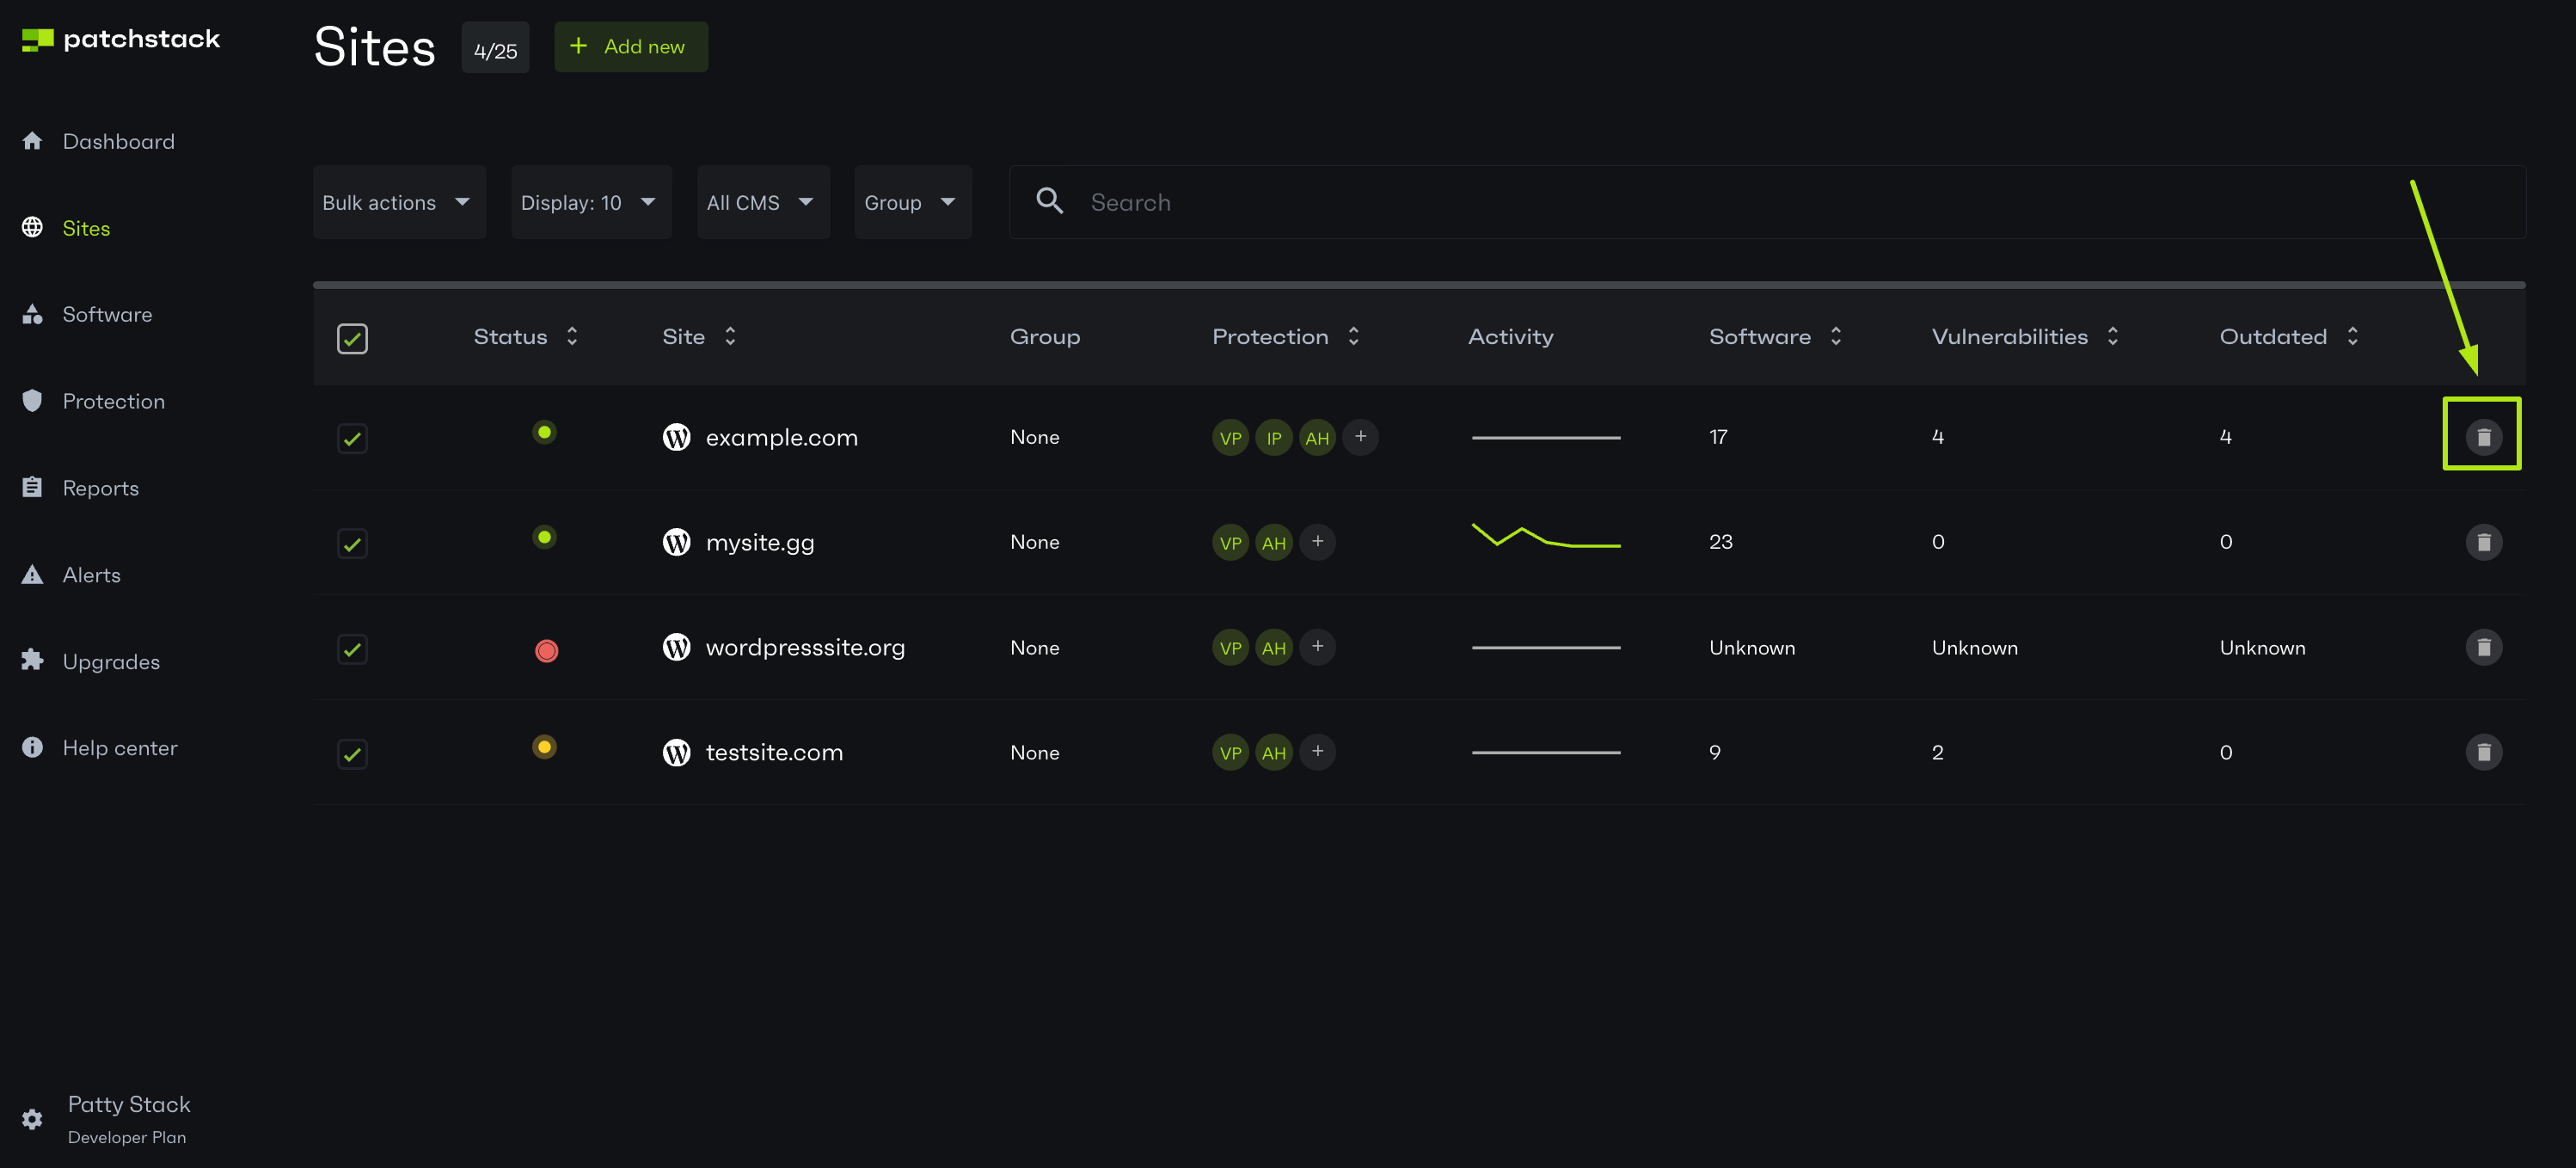 patchstack
Sites 4/25 + Add new
Dashboard
Sites
Software
Protection
Reports
Alerts
Upgrades
Help center
Bulk actions Display: 10 All CMS Group Search
Status Site Group Protection Activity Software Vulnerabilities Outdated
example.com None VP IP AH + 17 4 4
mysite.gg None VP AH + 23 0 0
wordpresssite.org None VP AH + Unknown Unknown Unknown
testsite.com None VP AH + 9 2 0
Patty Stack
Developer Plan